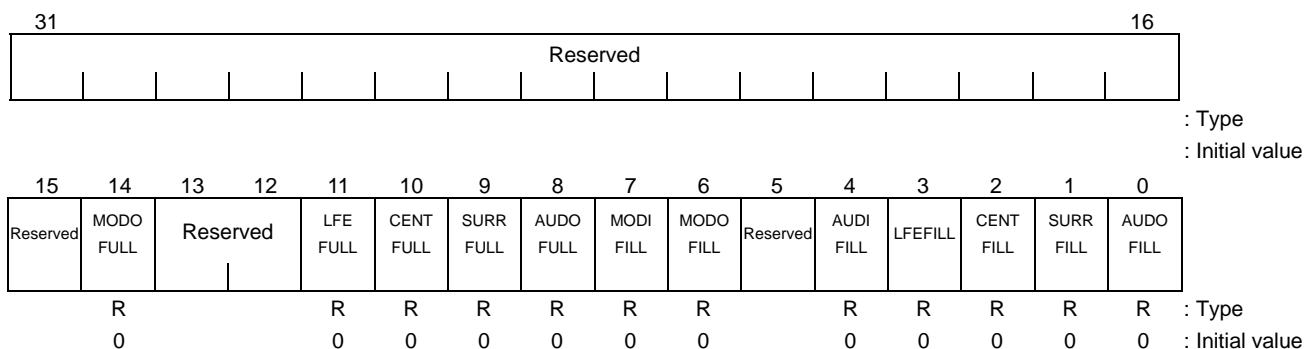 31 16
Reserved
: Type
: Initial value
15 14 13 12 11 10 9 8 7 6 5 4 3 2 1 0
Reserved MODO FULL Reserved LFE FULL CENT FULL SURR FULL AUDO FULL MODI FILL MODO FILL Reserved AUDI FILL LFEFILL CENT FILL SURR FILL AUDO FILL
R R R R R R R R R R R R : Type
0 0 0 0 0 0 0 0 0 0 0 0 : Initial value